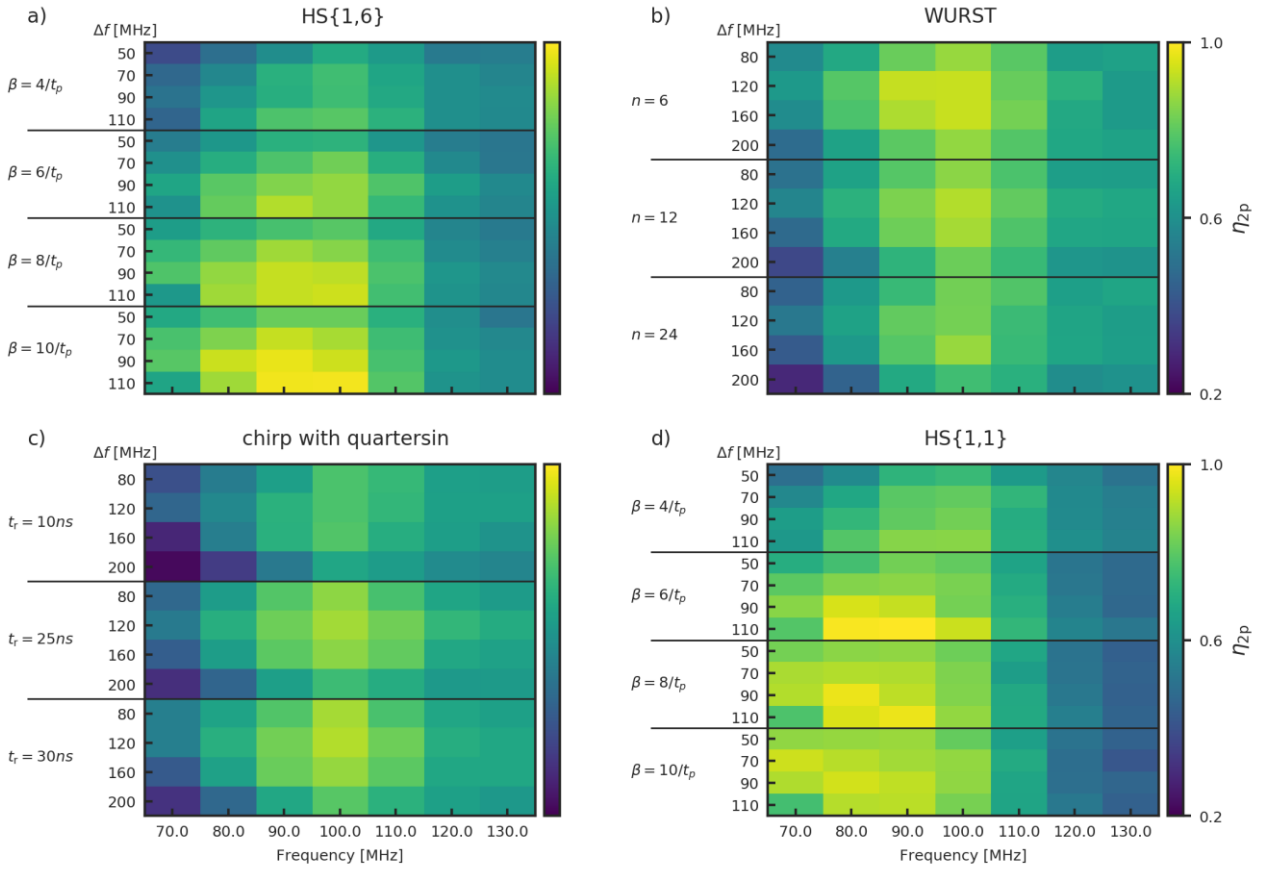 a) HS{1,6}
Δf [MHz]
50
70
β = 4/t_p
90
110
50
70
β = 6/t_p
90
110
50
70
β = 8/t_p
90
110
50
70
β = 10/t_p
90
110
b) WURST
Δf [MHz]
80
120
n = 6
160
200
80
120
n = 12
160
200
80
120
n = 24
160
200
1.0
0.6
0.2
η_2p
c) chirp with quartersin
Δf [MHz]
80
120
t_r = 10ns
160
200
80
120
t_r = 25ns
160
200
80
120
t_r = 30ns
160
200
70.0 80.0 90.0 100.0 110.0 120.0 130.0
Frequency [MHz]
d) HS{1,1}
Δf [MHz]
50
70
β = 4/t_p
90
110
50
70
β = 6/t_p
90
110
50
70
β = 8/t_p
90
110
50
70
β = 10/t_p
90
110
70.0 80.0 90.0 100.0 110.0 120.0 130.0
Frequency [MHz]
1.0
0.6
0.2
η_2p